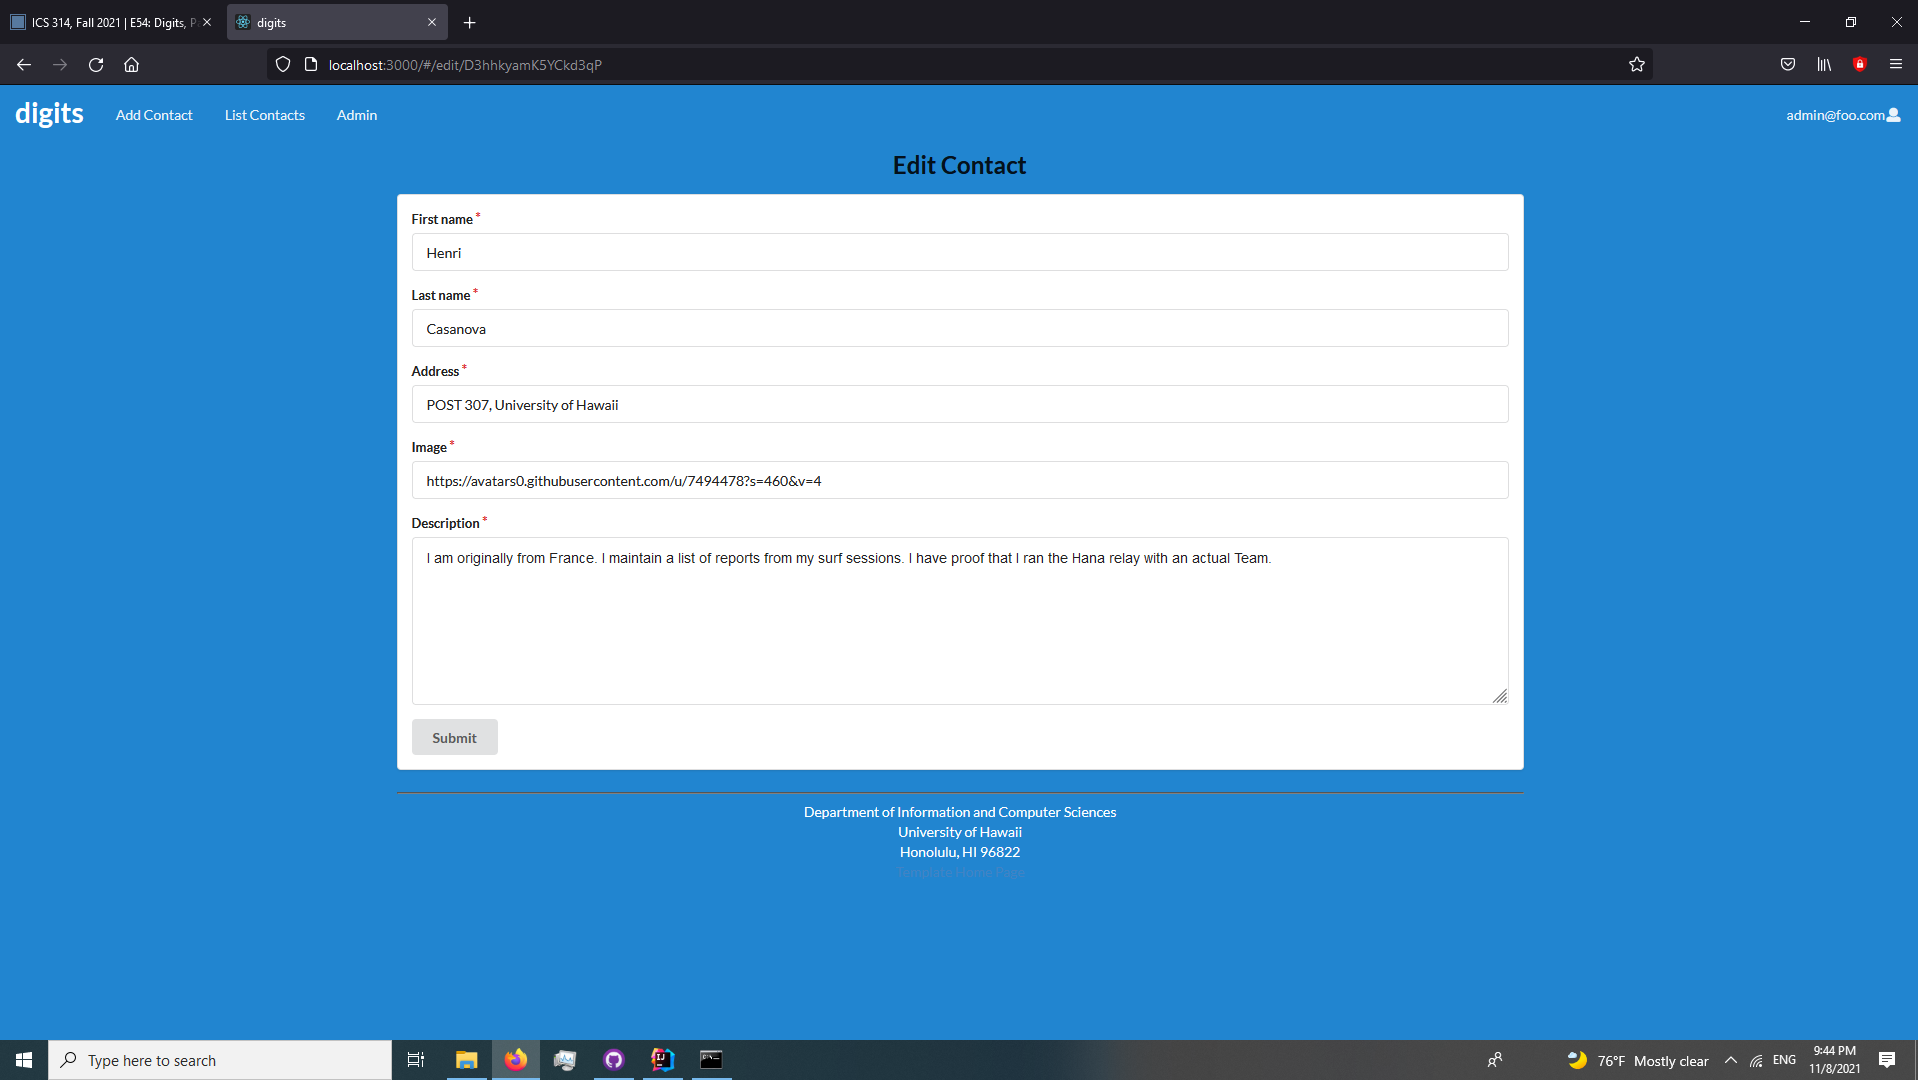 ICS 314, Fall 2021 | E54: Digits, P
digits
localhost:3000/#/edit/D3hhkyamK5YCkd3qP
digits
Add Contact
List Contacts
Admin
admin@foo.com
Edit Contact
First name *
Henri
Last name *
Casanova
Address *
POST 307, University of Hawaii
Image *
https://avatars0.githubusercontent.com/u/7494478?s=460&v=4
Description *
I am originally from France. I maintain a list of reports from my surf sessions. I have proof that I ran the Hana relay with an actual Team.
Submit
Department of Information and Computer Sciences
University of Hawaii
Honolulu, HI 96822
Template Home Page
Type here to search
76°F Mostly clear
ENG
9:44 PM
11/8/2021